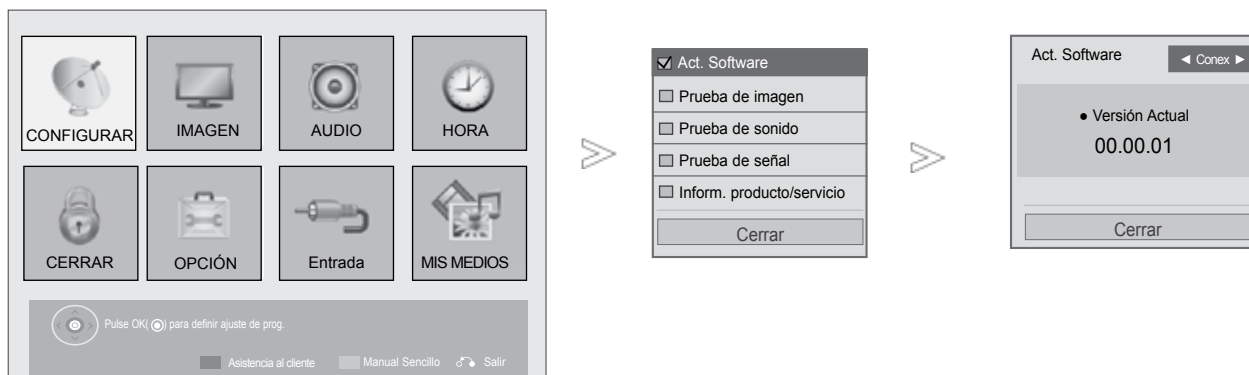 CONFIGURAR
IMAGEN
AUDIO
HORA
CERRAR
OPCIÓN
Entrada
MIS MEDIOS
Pulse OK( ) para definir ajuste de prog.
Asistencia al cliente
Manual Sencillo
Salir
Act. Software
Prueba de imagen
Prueba de sonido
Prueba de señal
Inform. producto/servicio
Cerrar
Act. Software
◄ Conex ►
● Versión Actual
00.00.01
Cerrar